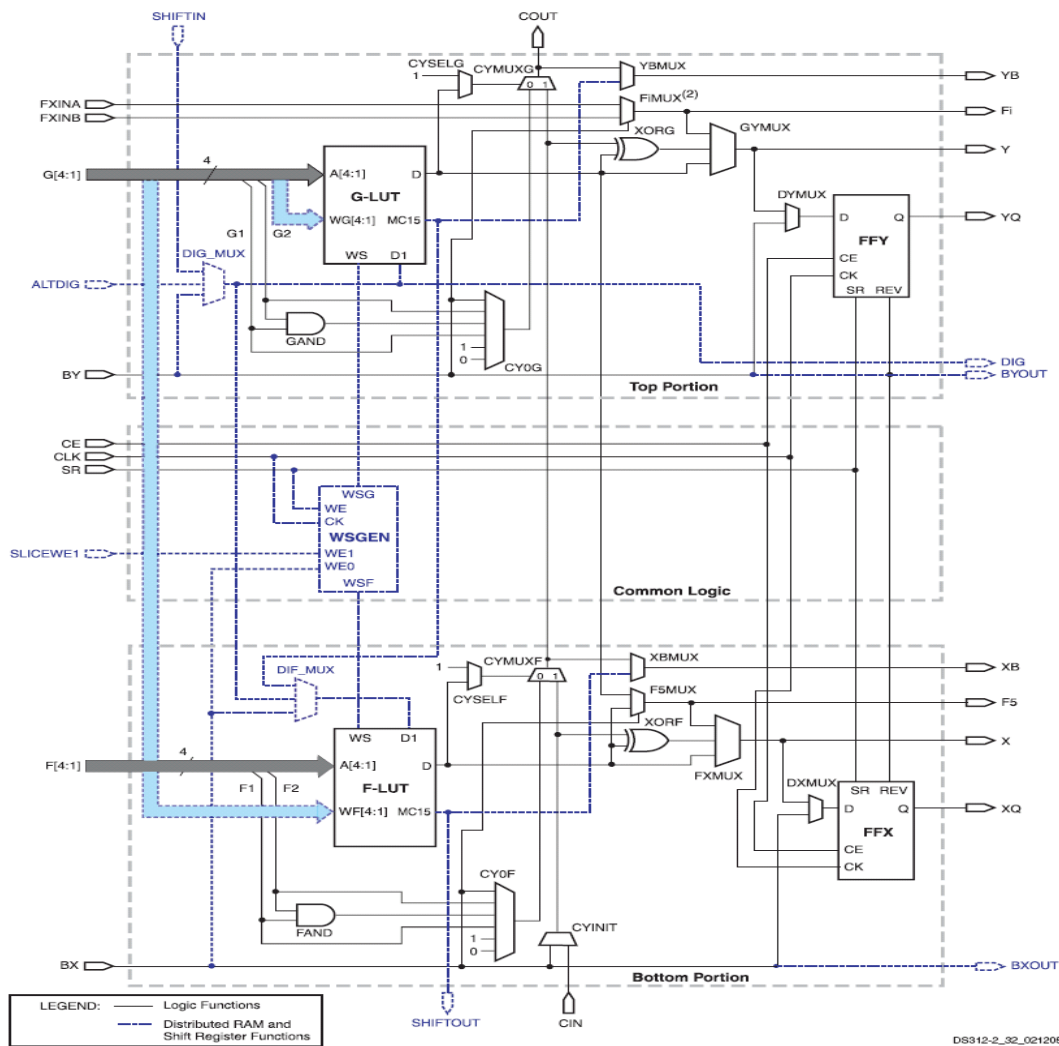 SHIFTIN
COUT
CYSELG
CYMUXG
YBMUX
YB
1
0 1
FXINA
FiMUX(2)
Fi
FXINB
XORG
GYMUX
Y
4
G[4:1]
A[4:1]
D
G-LUT
DYMUX
WG[4:1]
MC15
D
Q
YQ
G1
G2
FFY
DIG_MUX
WS
D1
CE
CK
ALTDIG
SR
REV
GAND
1
0
CY0G
DIG
BY
BYOUT
Top Portion
CE
CLK
SR
WSG
WE
CK
WSGEN
SLICEWE1
WE1
WE0
WSF
Common Logic
DIF_MUX
1
CYMUXF
0 1
XBMUX
XB
CYSELF
F5MUX
F5
WS
D1
XORF
X
4
F[4:1]
A[4:1]
D
FXMUX
F-LUT
DXMUX
SR
REV
F1
F2
WF[4:1]
MC15
D
Q
XQ
FFX
CE
CK
CY0F
FAND
1
0
CYINIT
BX
BXOUT
Bottom Portion
LEGEND:
Logic Functions
Distributed RAM and
Shift Register Functions
SHIFTOUT
CIN